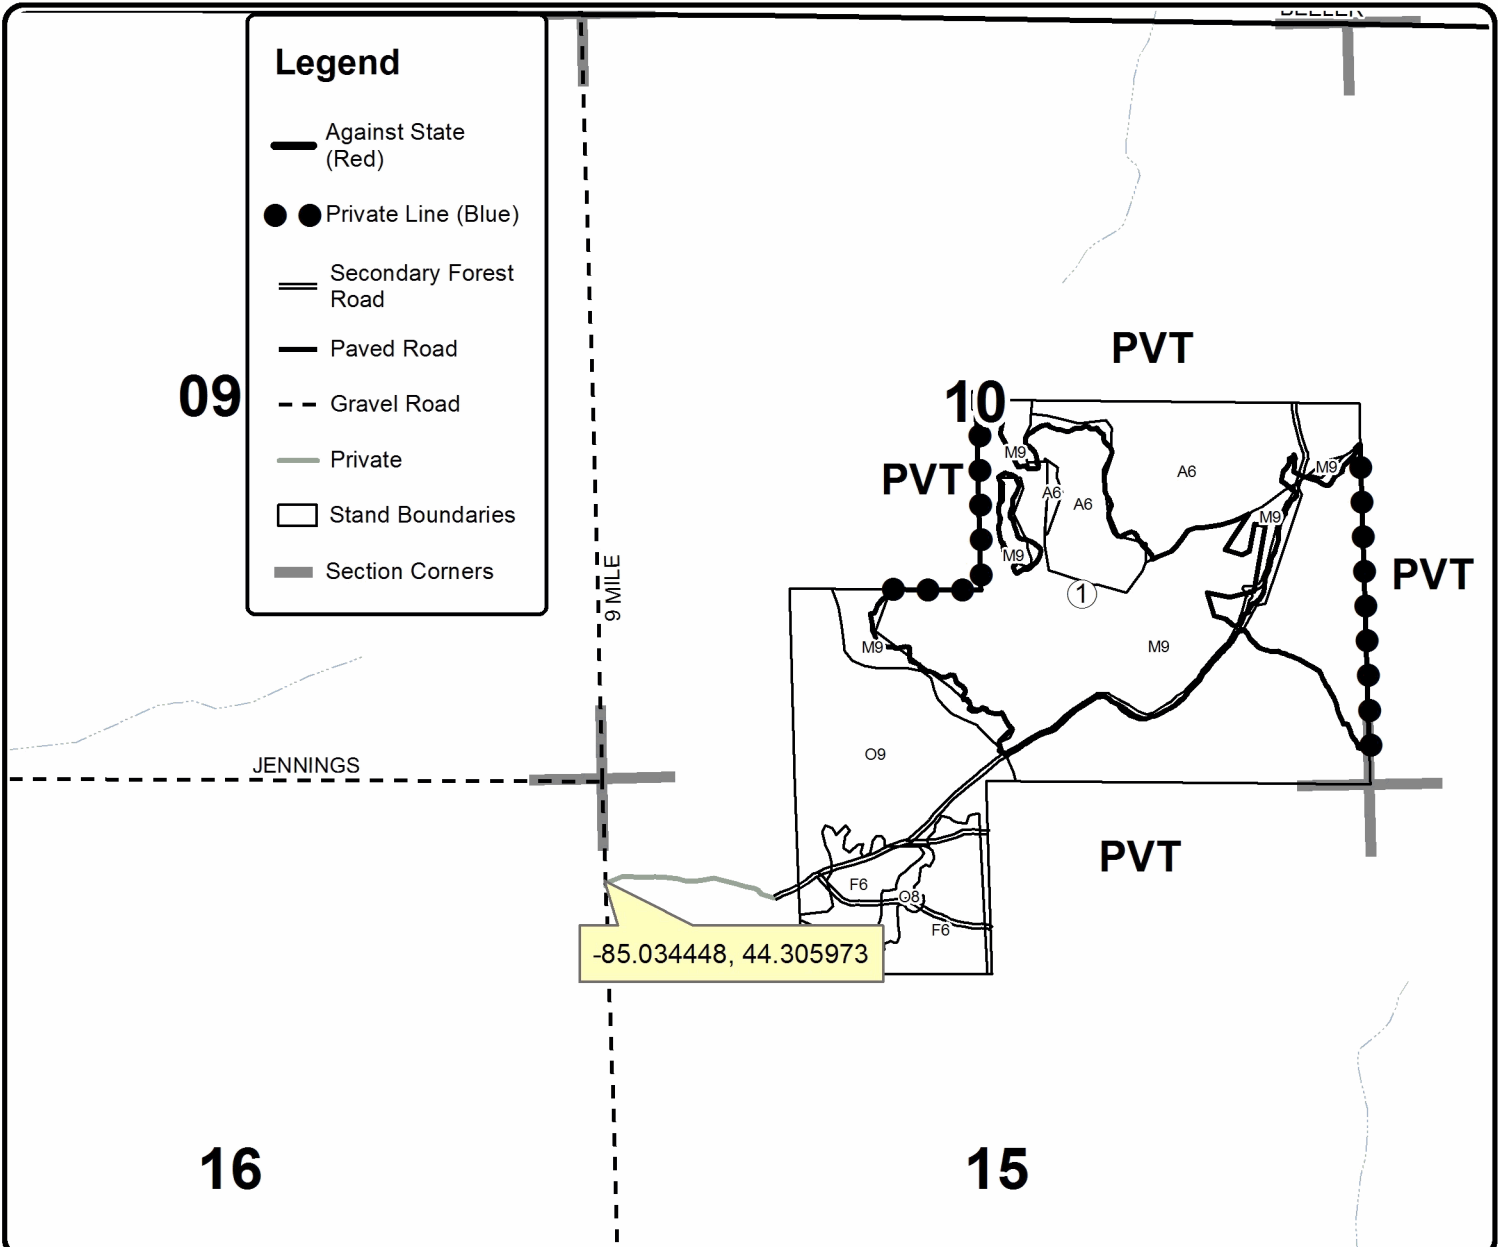 Legend
Against State
(Red)
Private Line (Blue)
Secondary Forest
Road
Paved Road
Gravel Road
Private
Stand Boundaries
Section Corners
09
PVT
10
PVT
M9
A6
M9
A6
A6
M9
M9
PVT
9 MILE
1
M9
M9
JENNINGS
O9
PVT
F6
O8
F6
-85.034448, 44.305973
16
15